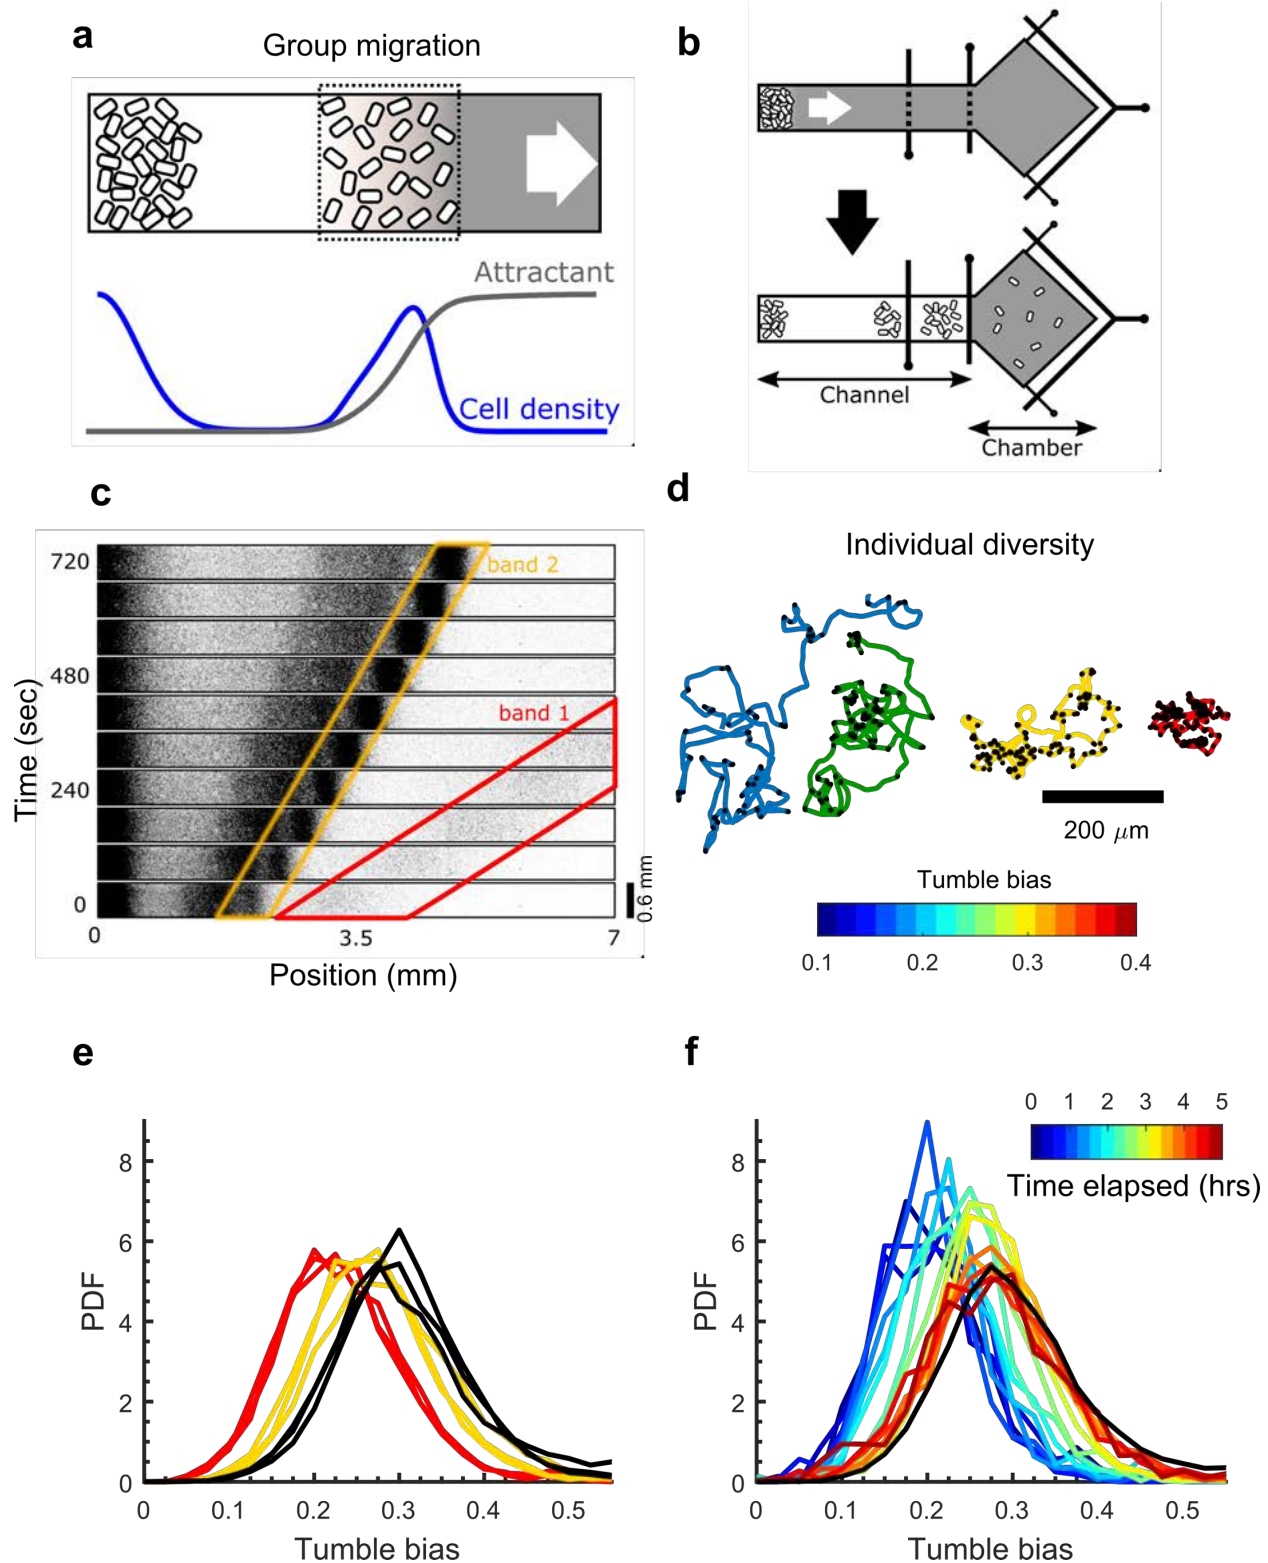 a
Group migration
Attractant
Cell density
b
Channel
Chamber
c
720
480
240
0
Time (sec)
band 2
band 1
0.6 mm
0 3.5 7
Position (mm)
d
Individual diversity
200 μm
Tumble bias
0.1 0.2 0.3 0.4
e
8
6
4
2
0
PDF
0 0.1 0.2 0.3 0.4 0.5
Tumble bias
f
0 1 2 3 4 5
Time elapsed (hrs)
8
6
4
2
0
PDF
0 0.1 0.2 0.3 0.4 0.5
Tumble bias